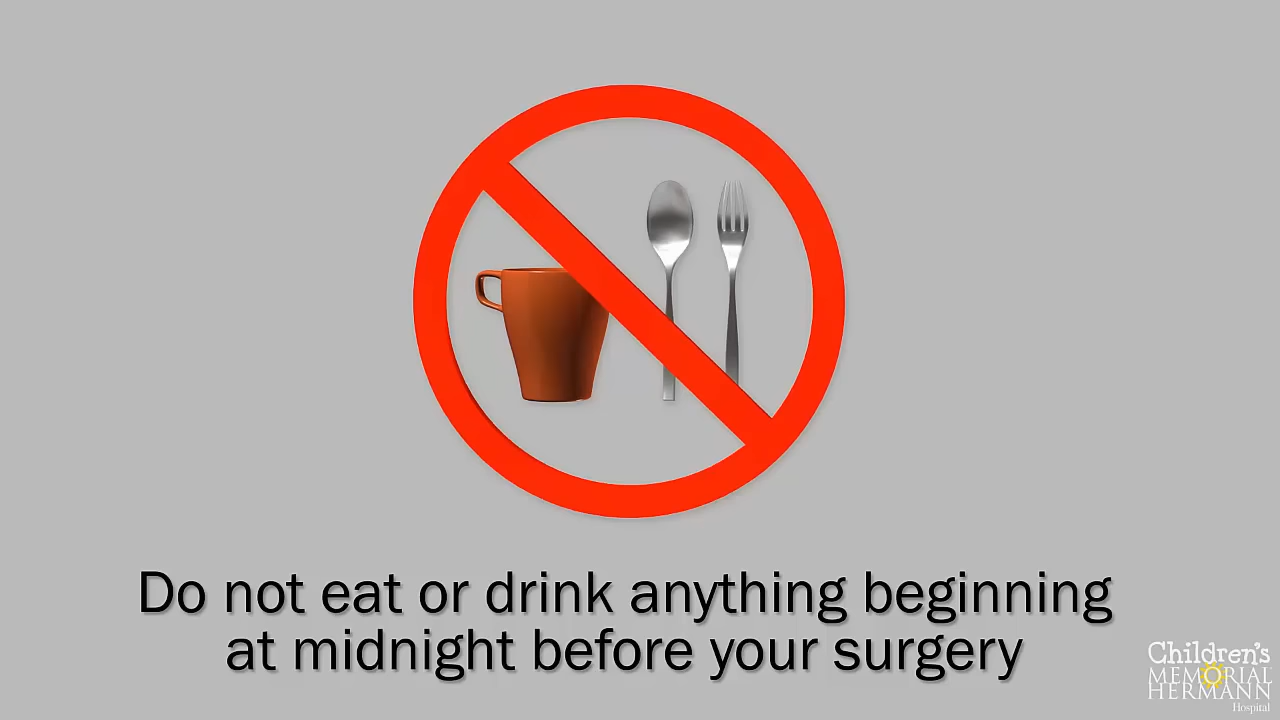 Do not eat or drink anything beginning
at midnight before your surgery
Children's
MEMORIAL
HERMANN
Hospital